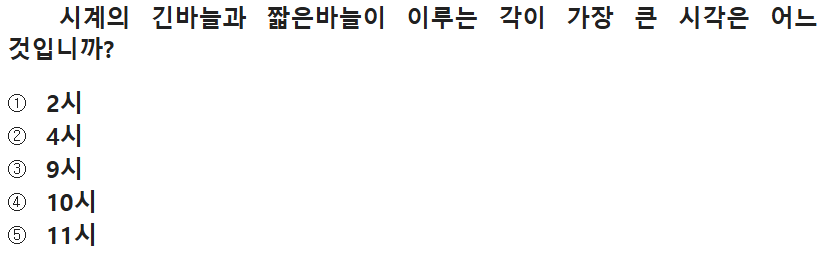 시계의 긴바늘과 짧은바늘이 이루는 각이 가장 큰 시각은 어느
것입니까?
① 2시
② 4시
③ 9시
④ 10시
⑤ 11시